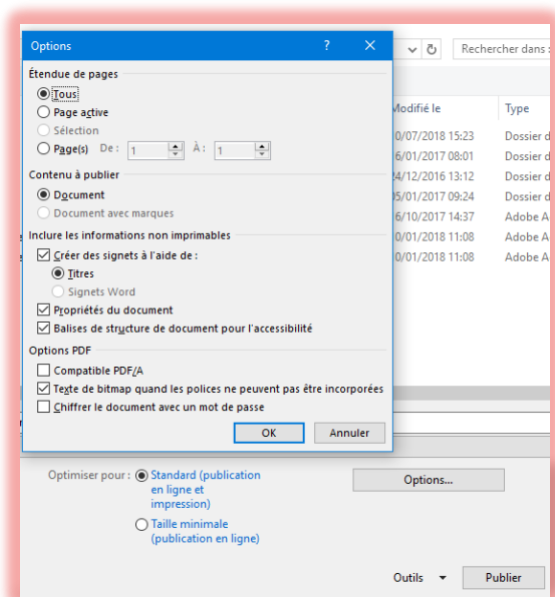 Options ? ×
Étendue de pages
Tous
Page active
Sélection
Page(s) De : 1 À : 1
Contenu à publier
Document
Document avec marques
Inclure les informations non imprimables
Créer des signets à l'aide de :
Titres
Signets Word
Propriétés du document
Balises de structure de document pour l'accessibilité
Options PDF
Compatible PDF/A
Texte de bitmap quand les polices ne peuvent pas être incorporées
Chiffrer le document avec un mot de passe
OK Annuler
Rechercher dans :
Modifié le Type
0/07/2018 15:23 Dossier d
6/01/2017 08:01 Dossier d
24/12/2016 13:12 Dossier d
05/01/2017 09:24 Dossier d
6/10/2017 14:37 Adobe A
0/01/2018 11:08 Adobe A
0/01/2018 11:08 Adobe A
Optimiser pour : Standard (publication
en ligne et
impression)
Taille minimale
(publication en ligne)
Options...
Outils Publier